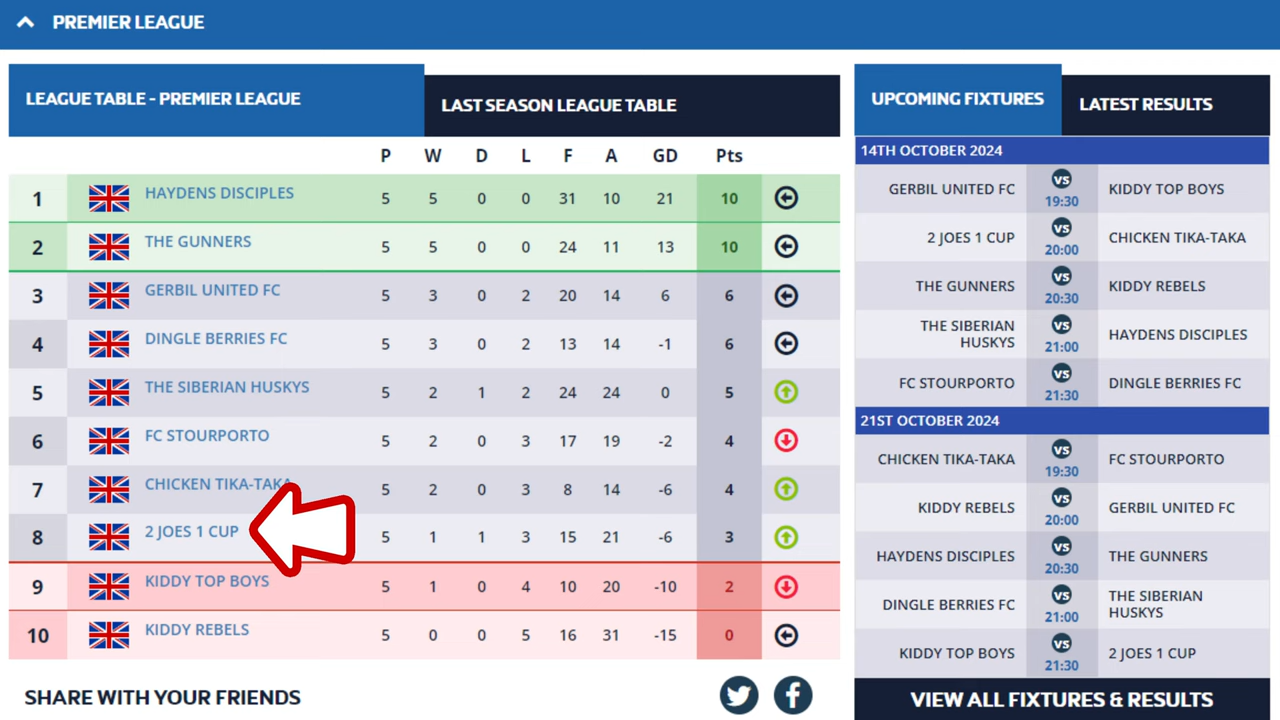 PREMIER LEAGUE
LEAGUE TABLE - PREMIER LEAGUE
LAST SEASON LEAGUE TABLE
P W D L F A GD Pts
1 HAYDENS DISCIPLES 5 5 0 0 31 10 21 10
2 THE GUNNERS 5 5 0 0 24 11 13 10
3 GERBIL UNITED FC 5 3 0 2 20 14 6 6
4 DINGLE BERRIES FC 5 3 0 2 13 14 -1 6
5 THE SIBERIAN HUSKYS 5 2 1 2 24 24 0 5
6 FC STOURPORTO 5 2 0 3 17 19 -2 4
7 CHICKEN TIKA-TAKA 5 2 0 3 8 14 -6 4
8 2 JOES 1 CUP 5 1 1 3 15 21 -6 3
9 KIDDY TOP BOYS 5 1 0 4 10 20 -10 2
10 KIDDY REBELS 5 0 0 5 16 31 -15 0
SHARE WITH YOUR FRIENDS
UPCOMING FIXTURES
LATEST RESULTS
14TH OCTOBER 2024
GERBIL UNITED FC VS KIDDY TOP BOYS
19:30
2 JOES 1 CUP VS CHICKEN TIKA-TAKA
20:00
THE GUNNERS VS KIDDY REBELS
20:30
THE SIBERIAN VS HAYDENS DISCIPLES
HUSKYS 21:00
FC STOURPORTO VS DINGLE BERRIES FC
21:30
21ST OCTOBER 2024
CHICKEN TIKA-TAKA VS FC STOURPORTO
19:30
KIDDY REBELS VS GERBIL UNITED FC
20:00
HAYDENS DISCIPLES VS THE GUNNERS
20:30
DINGLE BERRIES FC VS THE SIBERIAN
21:00 HUSKYS
KIDDY TOP BOYS VS 2 JOES 1 CUP
21:30
VIEW ALL FIXTURES & RESULTS